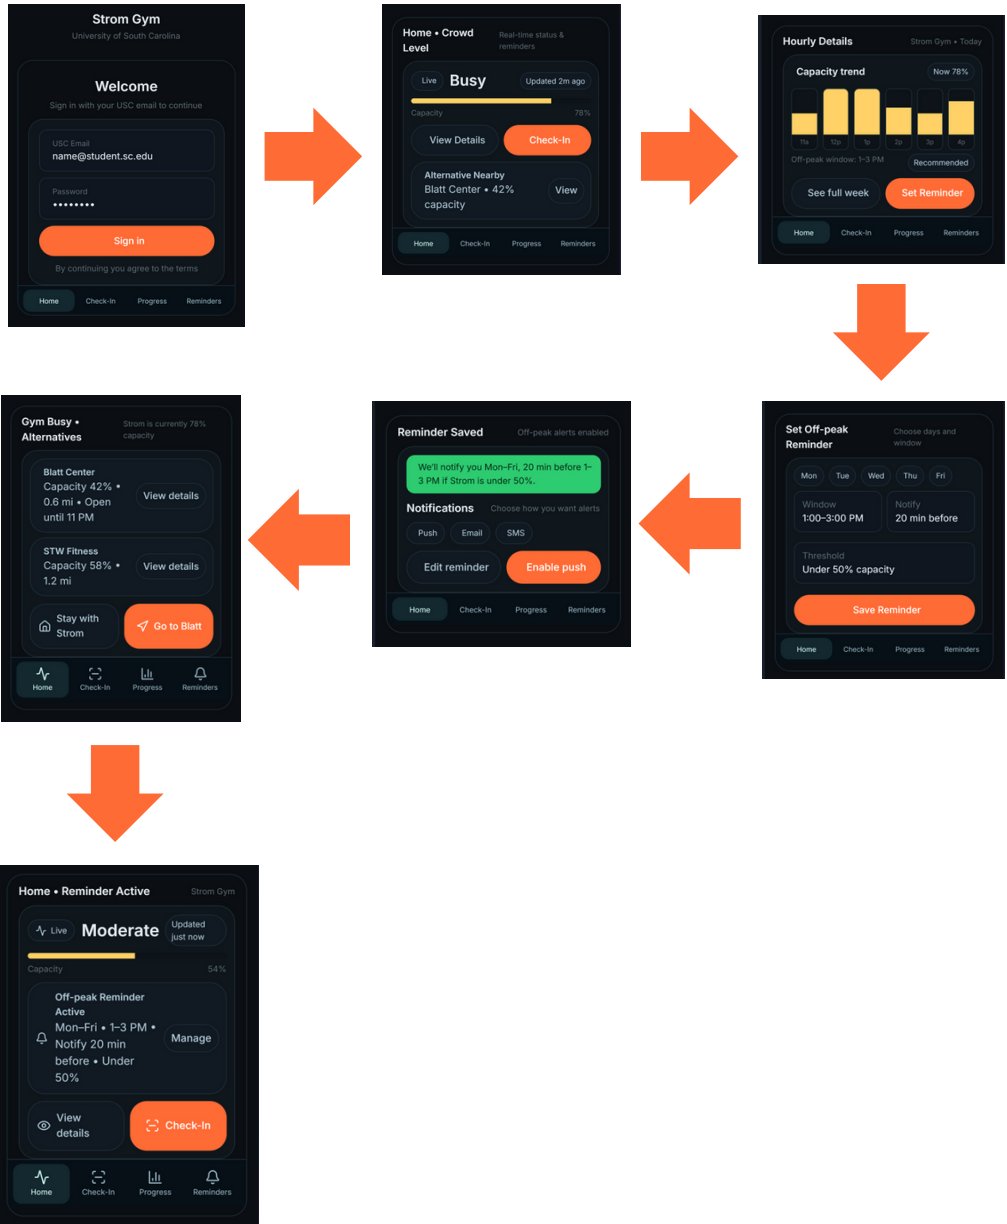 Strom Gym
University of South Carolina
Welcome
Sign in with your USC email to continue
USC Email
name@student.sc.edu
Password
••••••••
Sign in
By continuing you agree to the terms
Home
Check-In
Progress
Reminders
Home • Crowd
Level
Real-time status &
reminders
Live
Busy
Updated 2m ago
Capacity
78%
View Details
Check-In
Alternative Nearby
Blatt Center • 42%
capacity
View
Home
Check-In
Progress
Reminders
Hourly Details
Strom Gym • Today
Capacity trend
Now 78%
11a
12p
1p
2p
3p
4p
Off-peak window: 1–3 PM
Recommended
See full week
Set Reminder
Home
Check-In
Progress
Reminders
Set Off-peak
Reminder
Choose days and
window
Mon
Tue
Wed
Thu
Fri
Window
1:00–3:00 PM
Notify
20 min before
Threshold
Under 50% capacity
Save Reminder
Home
Check-In
Progress
Reminders
Reminder Saved
Off-peak alerts enabled
We'll notify you Mon–Fri, 20 min before 1–
3 PM if Strom is under 50%.
Notifications
Choose how you want alerts
Push
Email
SMS
Edit reminder
Enable push
Home
Check-In
Progress
Reminders
Gym Busy •
Alternatives
Strom is currently 78%
capacity
Blatt Center
Capacity 42% •
0.6 mi • Open
until 11 PM
View details
STW Fitness
Capacity 58% •
1.2 mi
View details
Stay with
Strom
Go to Blatt
Home
Check-In
Progress
Reminders
Home • Reminder Active
Strom Gym
Live
Moderate
Updated
just now
Capacity
54%
Off-peak Reminder
Active
Mon–Fri • 1–3 PM •
Notify 20 min
before • Under
50%
Manage
View
details
Check-In
Home
Check-In
Progress
Reminders